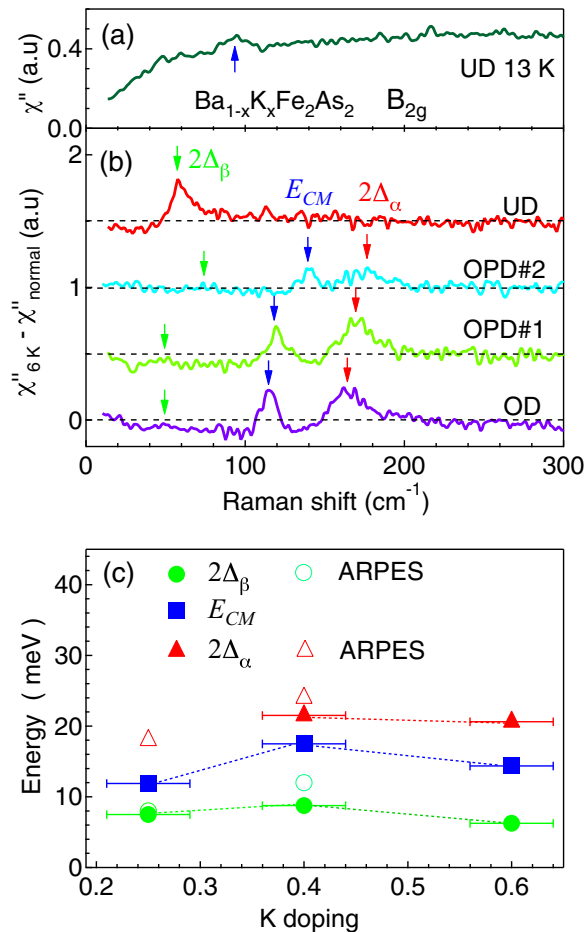 (a)
χ'' (a.u)
0.4
0.0
UD 13 K
Ba1-xKxFe2As2 B2g
(b)
χ''6 K - χ''normal (a.u)
2
1
0
2Δβ
ECM
2Δα
UD
OPD#2
OPD#1
OD
0 100 200 300
Raman shift (cm-1)
(c)
2Δβ ARPES
ECM
2Δα ARPES
Energy ( meV)
40
30
20
10
0
0.2 0.3 0.4 0.5 0.6
K doping